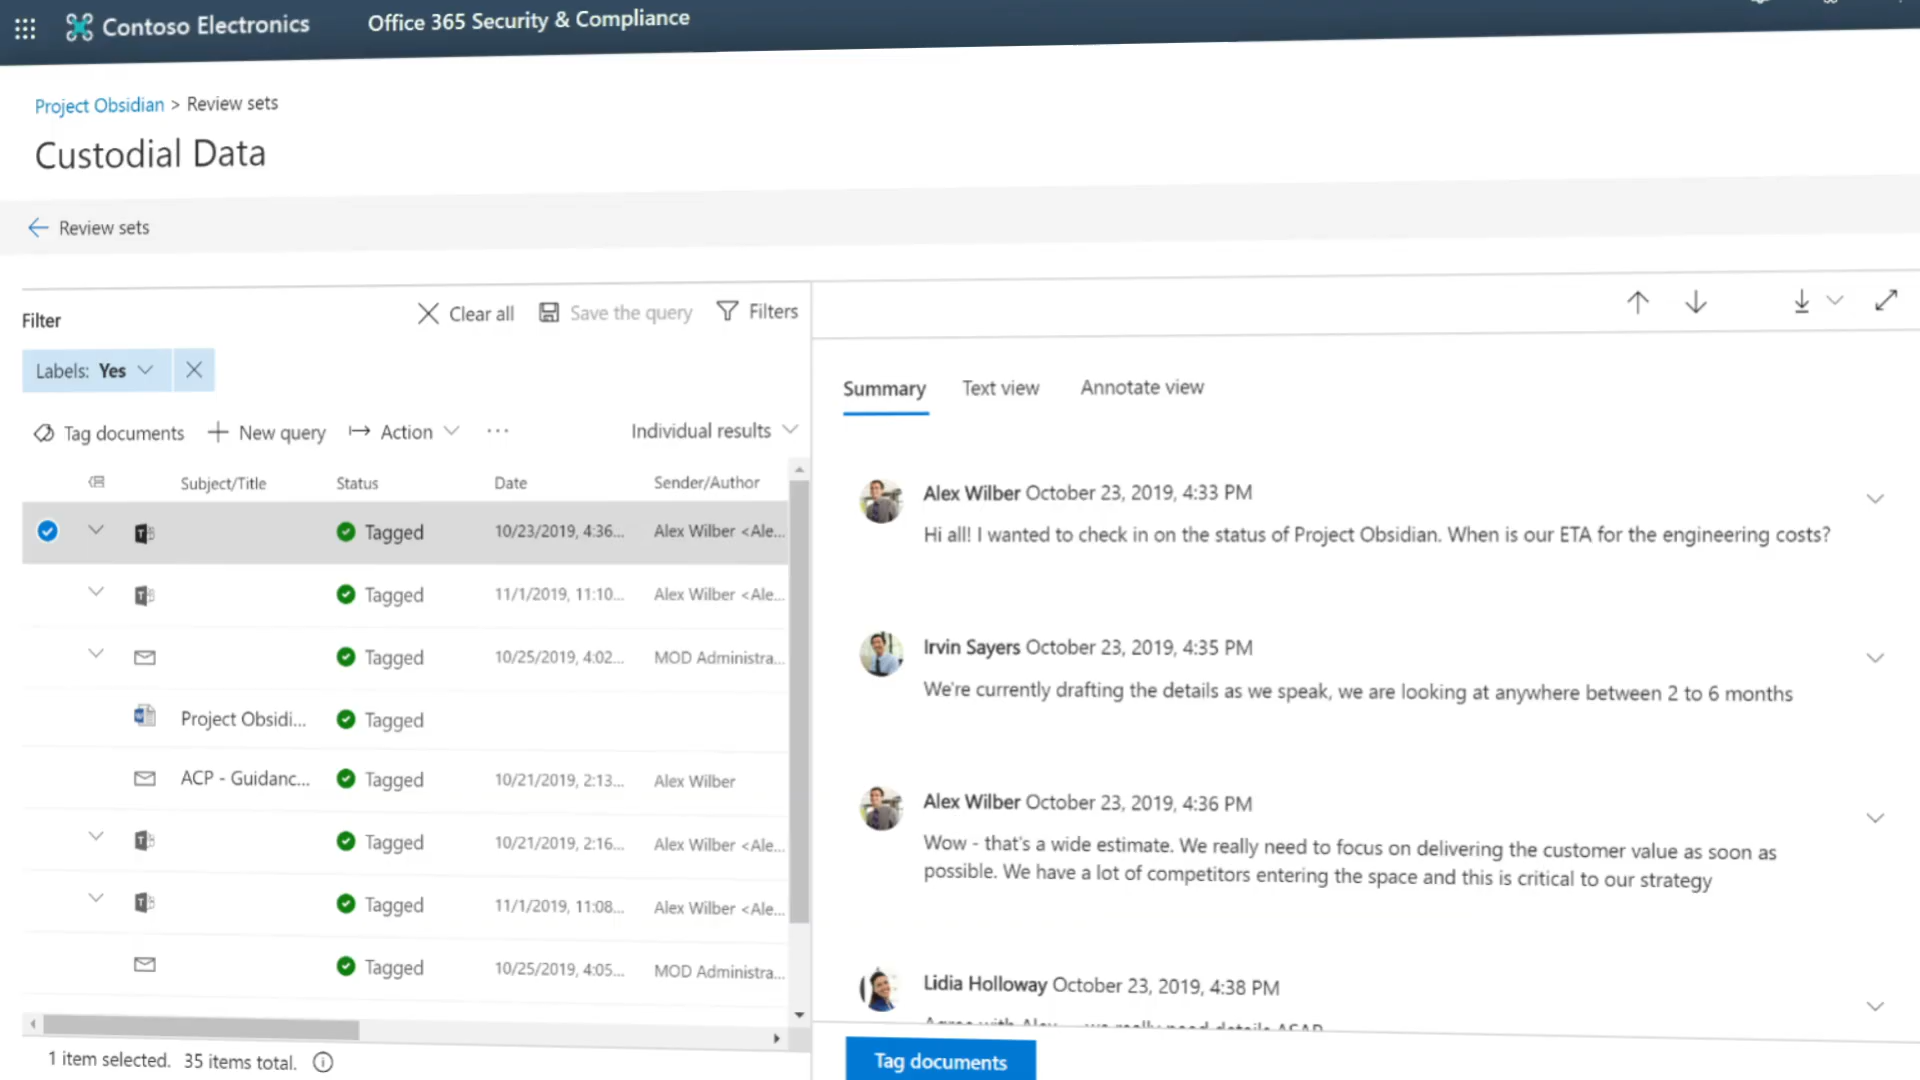 Contoso Electronics
Office 365 Security & Compliance
Project Obsidian > Review sets
Custodial Data
Review sets
Filter
Clear all
Save the query
Filters
Labels: Yes
Tag documents
New query
Action
Individual results
Subject/Title Status Date Sender/Author
Tagged 10/23/2019, 4:36... Alex Wilber <Ale...
Tagged 11/1/2019, 11:10... Alex Wilber <Ale...
Tagged 10/25/2019, 4:02... MOD Administra...
Project Obsidi... Tagged
ACP - Guidanc... Tagged 10/21/2019, 2:13... Alex Wilber
Tagged 10/21/2019, 2:16... Alex Wilber <Ale...
Tagged 11/1/2019, 11:08... Alex Wilber <Ale...
Tagged 10/25/2019, 4:05... MOD Administra...
1 item selected. 35 items total.
Summary Text view Annotate view
Alex Wilber October 23, 2019, 4:33 PM
Hi all! I wanted to check in on the status of Project Obsidian. When is our ETA for the engineering costs?
Irvin Sayers October 23, 2019, 4:35 PM
We're currently drafting the details as we speak, we are looking at anywhere between 2 to 6 months
Alex Wilber October 23, 2019, 4:36 PM
Wow - that's a wide estimate. We really need to focus on delivering the customer value as soon as
possible. We have a lot of competitors entering the space and this is critical to our strategy
Lidia Holloway October 23, 2019, 4:38 PM
Agree with Alex we really need details ASAP
Tag documents